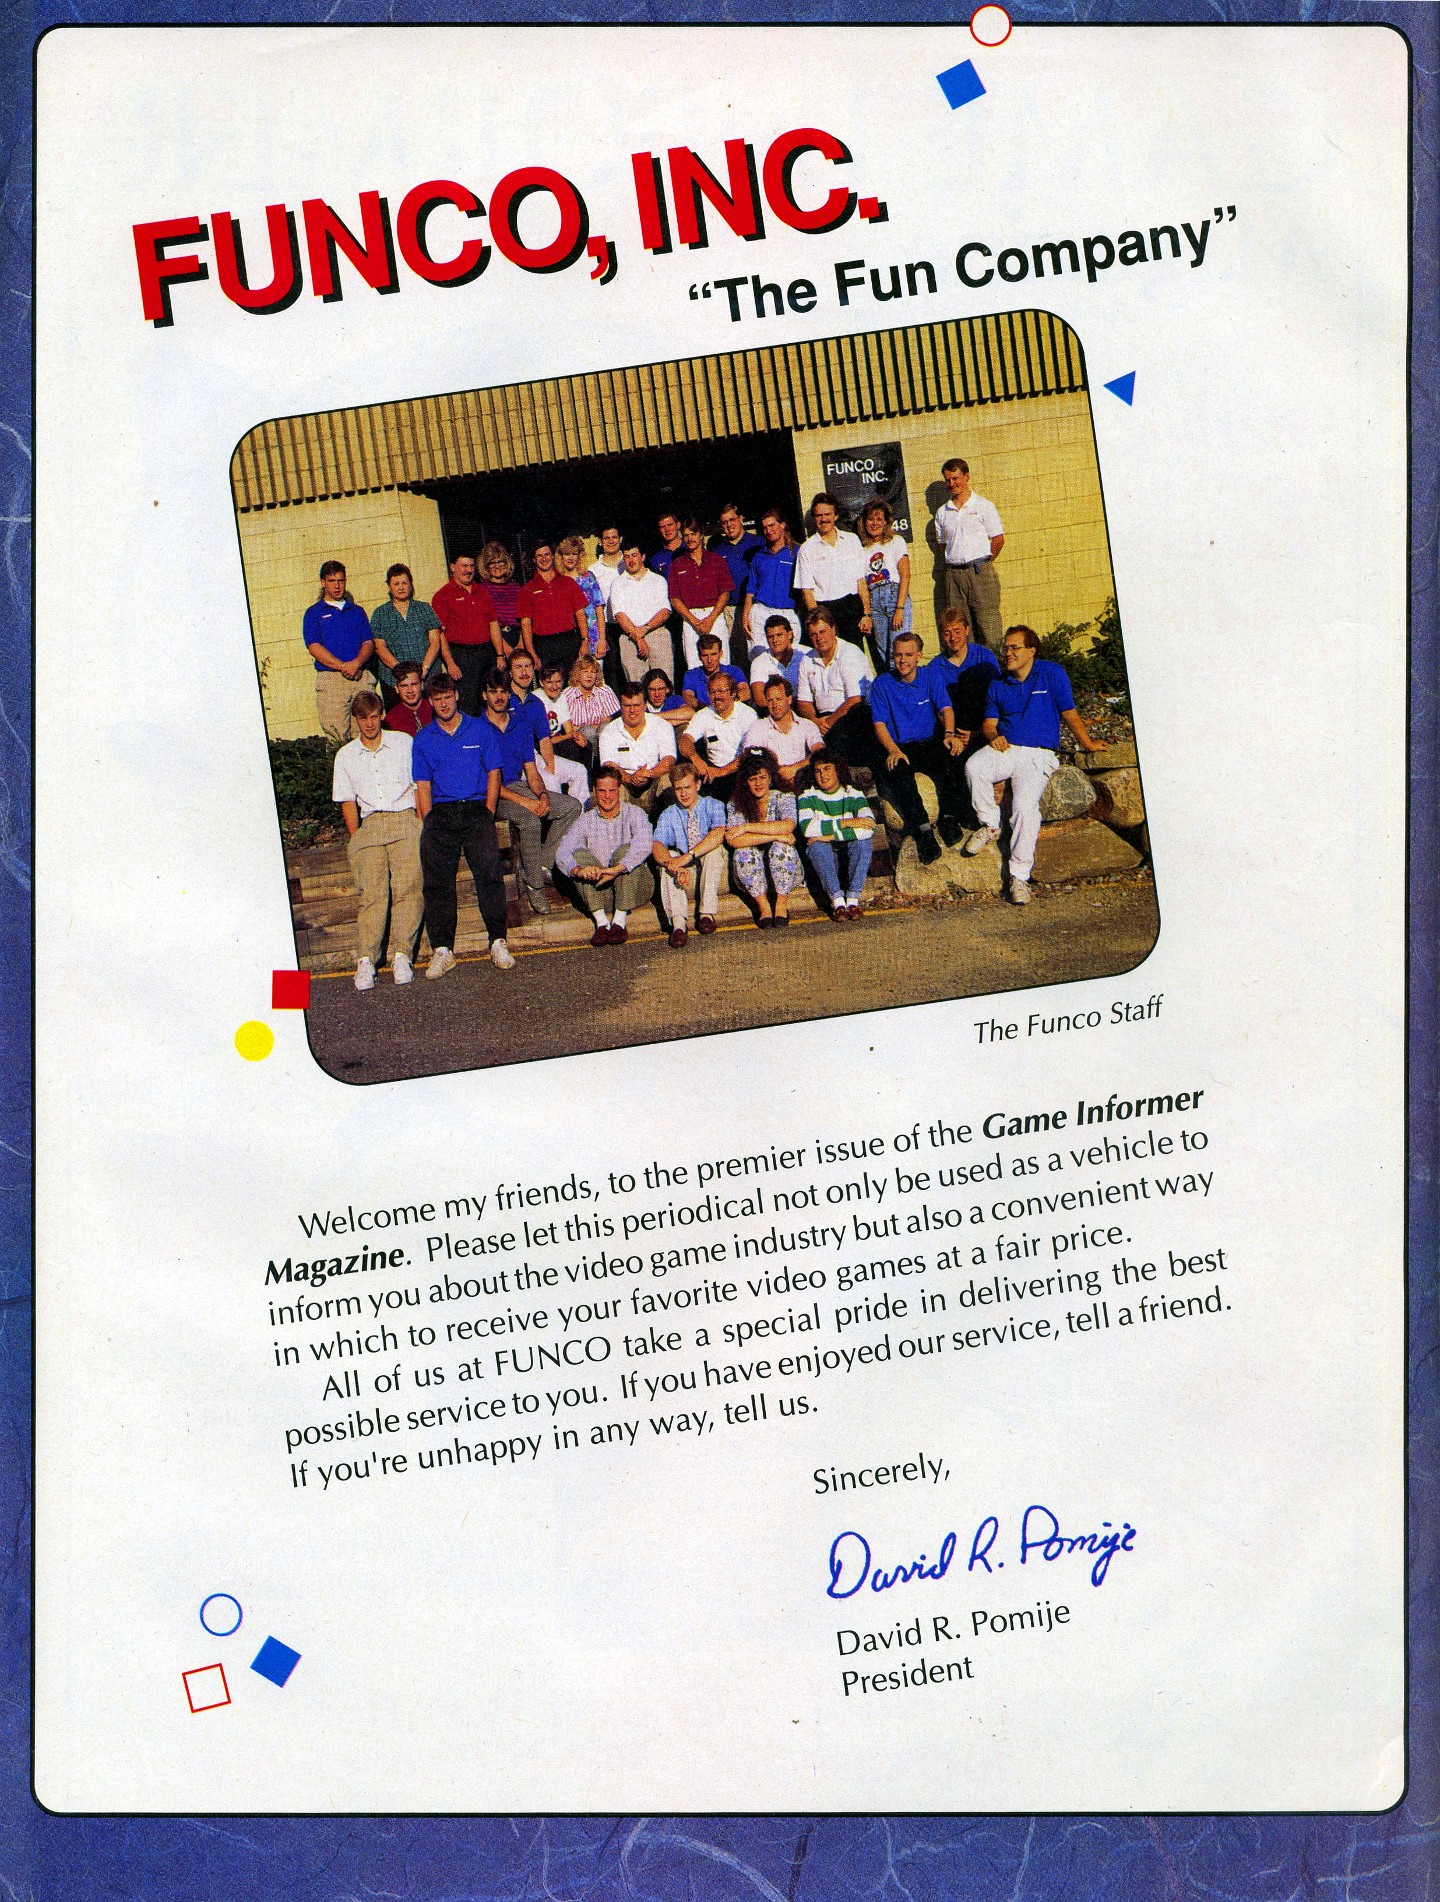 FUNCO, INC.
“The Fun Company”
FUNCO
INC.
48
The Funco Staff
Welcome my friends, to the premier issue of the Game Informer
Magazine. Please let this periodical not only be used as a vehicle to
inform you about the video game industry but also a convenient way
in which to receive your favorite video games at a fair price.
All of us at FUNCO take a special pride in delivering the best
possible service to you. If you have enjoyed our service, tell a friend.
If you're unhappy in any way, tell us.
Sincerely,
David R. Pomije
David R. Pomije
President